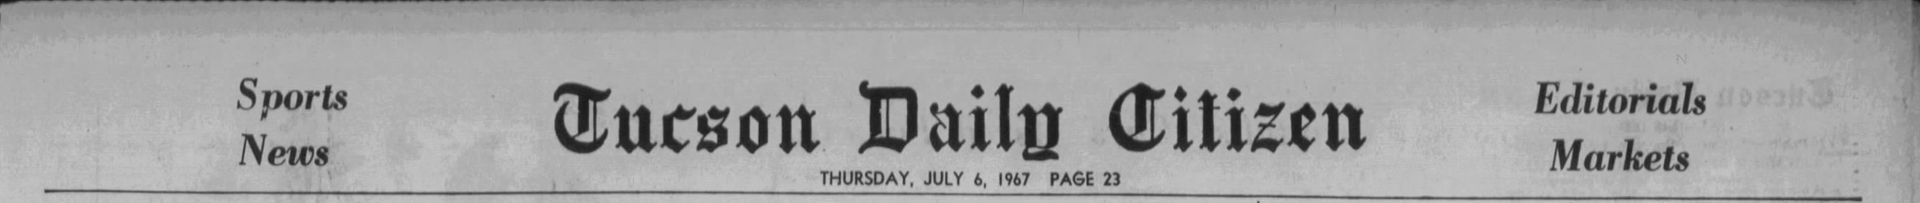 Sports
News
Tucson Daily Citizen
THURSDAY, JULY 6, 1967 PAGE 23
Editorials
Markets